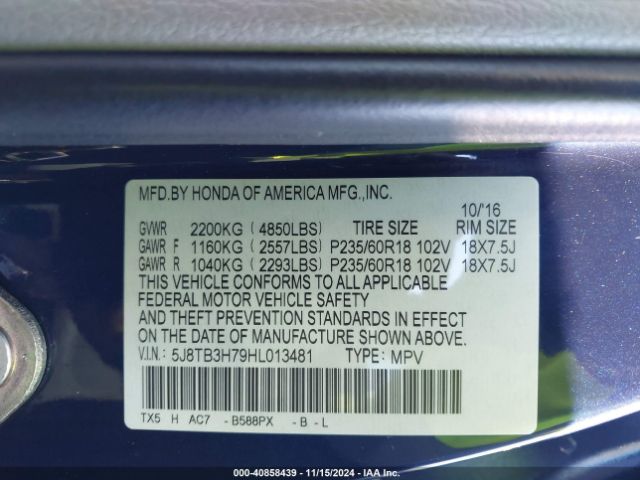 MFD.BY HONDA OF AMERICA MFG.,INC.
10/'16
GVWR 2200KG ( 4850LBS) TIRE SIZE RIM SIZE
GAWR F 1160KG ( 2557LBS) P235/60R18 102V 18X7.5J
GAWR R 1040KG ( 2293LBS) P235/60R18 102V 18X7.5J
THIS VEHICLE CONFORMS TO ALL APPLICABLE
FEDERAL MOTOR VEHICLE SAFETY
AND THEFT PREVENTION STANDARDS IN EFFECT
ON THE DATE OF MANUFACTURE SHOWN ABOVE.
V.I.N.: 5J8TB3H79HL013481 TYPE: MPV
TX5 H AC7 - B588PX - B - L
000-40858439 - 11/15/2024 - IAA Inc.